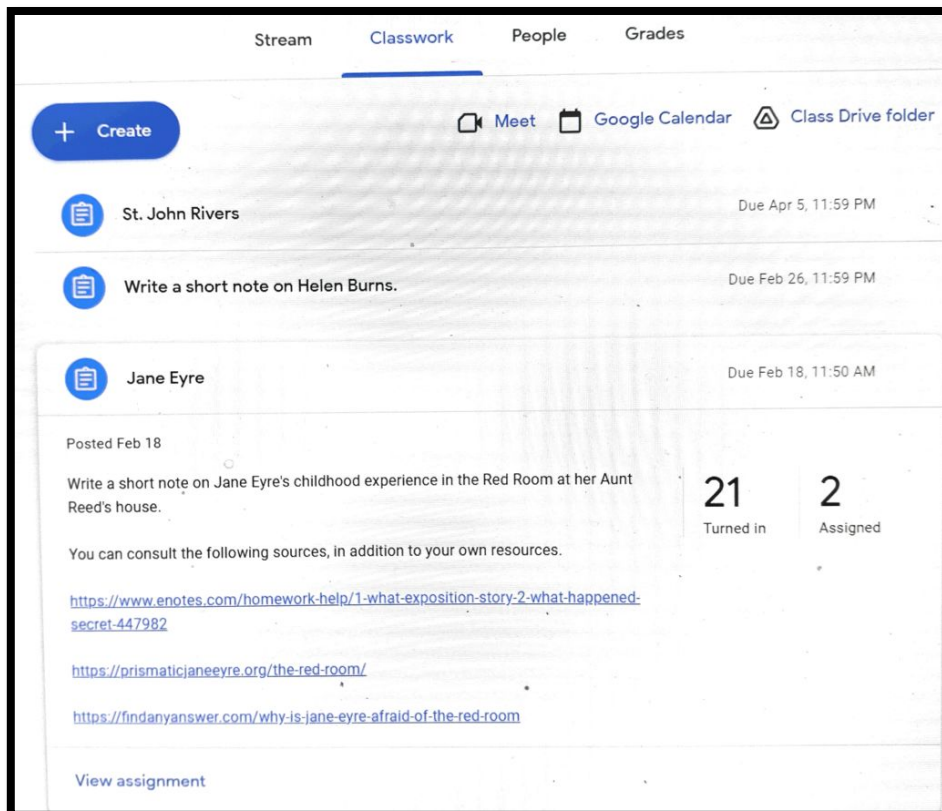 Stream Classwork People Grades
+ Create
Meet Google Calendar Class Drive folder
St. John Rivers Due Apr 5, 11:59 PM
Write a short note on Helen Burns. Due Feb 26, 11:59 PM
Jane Eyre Due Feb 18, 11:50 AM
Posted Feb 18
Write a short note on Jane Eyre's childhood experience in the Red Room at her Aunt
Reed's house.
21 2
Turned in Assigned
You can consult the following sources, in addition to your own resources.
https://www.enotes.com/homework-help/1-what-exposition-story-2-what-happened-
secret-447982
https://prismaticjaneeyre.org/the-red-room/
https://findanyanswer.com/why-is-jane-eyre-afraid-of-the-red-room
View assignment